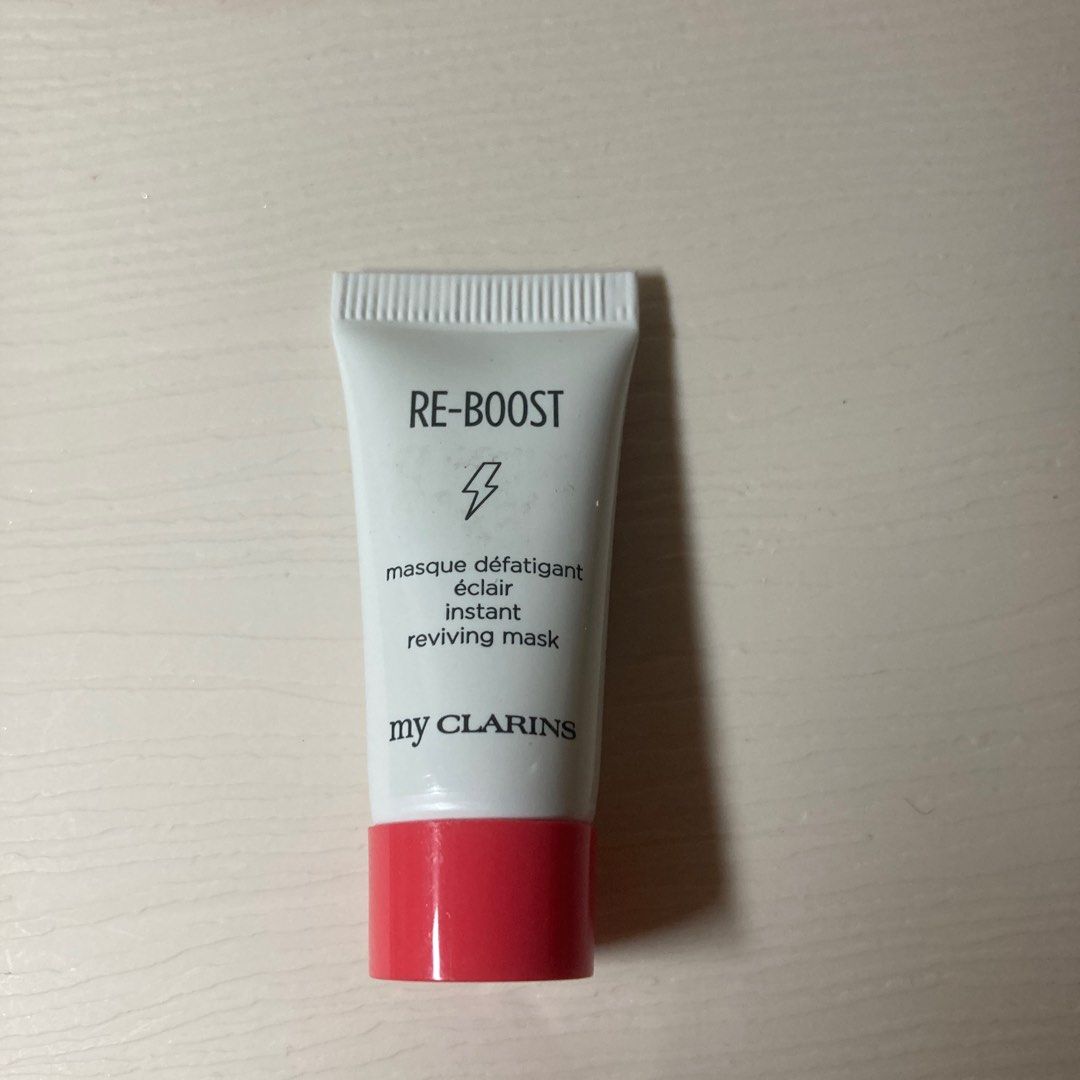 RE-BOOST
masque défatigant
éclair
instant
reviving mask
my CLARINS